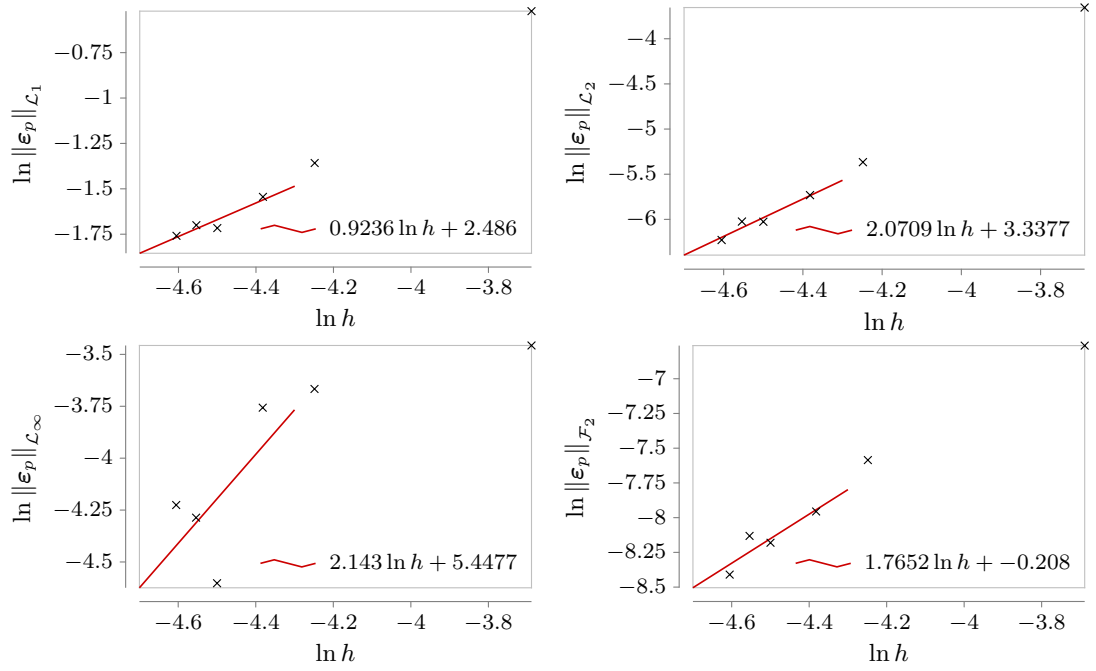 −0.75
−1
−1.25
−1.5
−1.75
ln ||ε_p||_{L_1}
0.9236 ln h + 2.486
−4.6 −4.4 −4.2 −4 −3.8
ln h
−4
−4.5
−5
−5.5
−6
ln ||ε_p||_{L_2}
2.0709 ln h + 3.3377
−4.6 −4.4 −4.2 −4 −3.8
ln h
−3.5
−3.75
−4
−4.25
−4.5
ln ||ε_p||_{L_∞}
2.143 ln h + 5.4477
−4.6 −4.4 −4.2 −4 −3.8
ln h
−7
−7.25
−7.5
−7.75
−8
−8.25
−8.5
ln ||ε_p||_{F_2}
1.7652 ln h + −0.208
−4.6 −4.4 −4.2 −4 −3.8
ln h